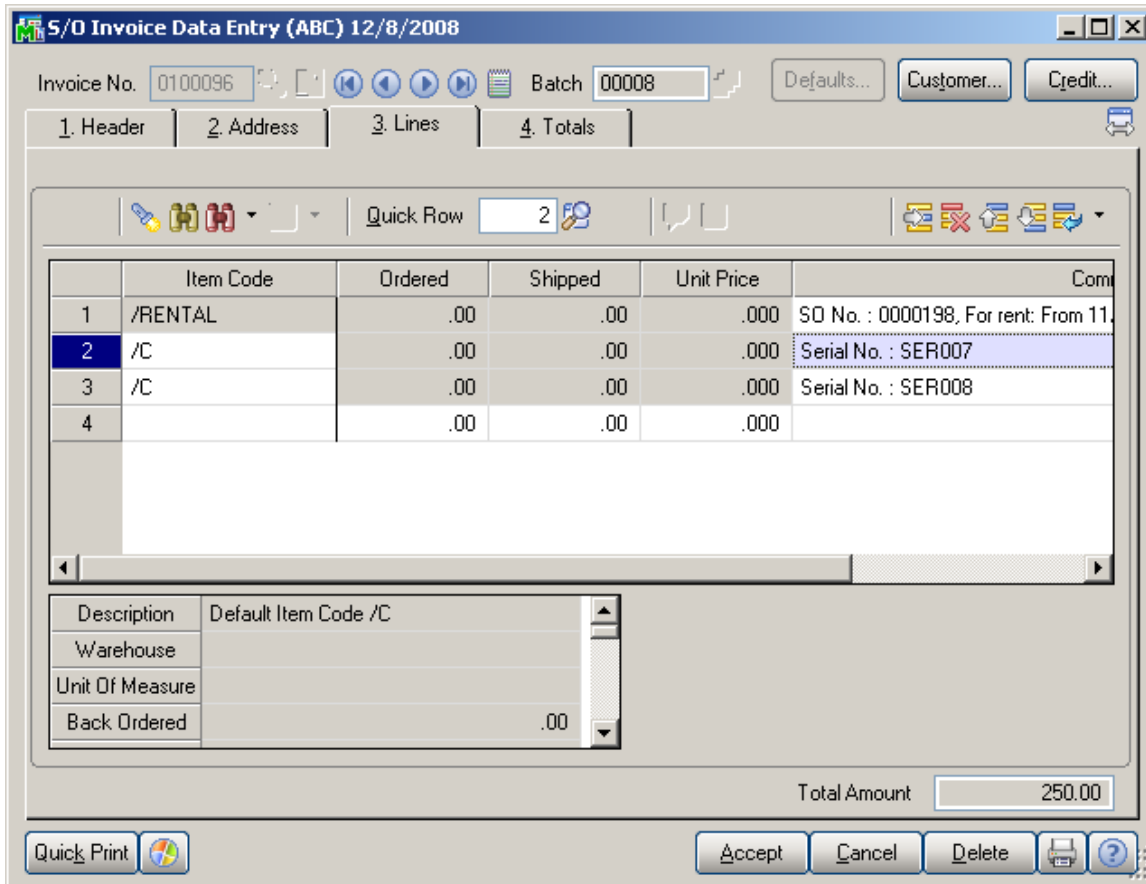 S/O Invoice Data Entry (ABC) 12/8/2008
Invoice No. 0100096 Batch 00008 Defaults... Customer... Credit...
1. Header 2. Address 3. Lines 4. Totals
Quick Row 2
Item Code Ordered Shipped Unit Price Com
1 /RENTAL .00 .00 .000 SO No. : 0000198, For rent: From 11.
2 /C .00 .00 .000 Serial No. : SER007
3 /C .00 .00 .000 Serial No. : SER008
4 .00 .00 .000
Description Default Item Code /C
Warehouse
Unit Of Measure
Back Ordered .00
Total Amount 250.00
Quick Print Accept Cancel Delete